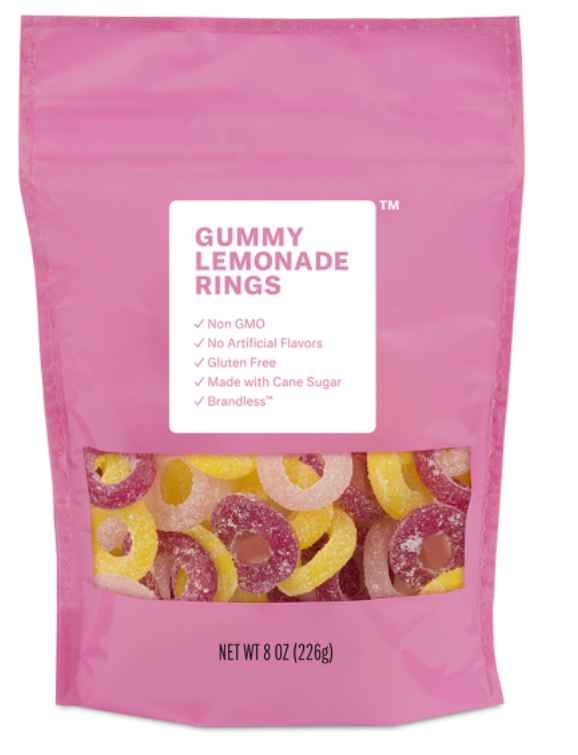 TM
GUMMY
LEMONADE
RINGS
✓ Non GMO
✓ No Artificial Flavors
✓ Gluten Free
✓ Made with Cane Sugar
✓ Brandless™
NET WT 8 OZ (226g)